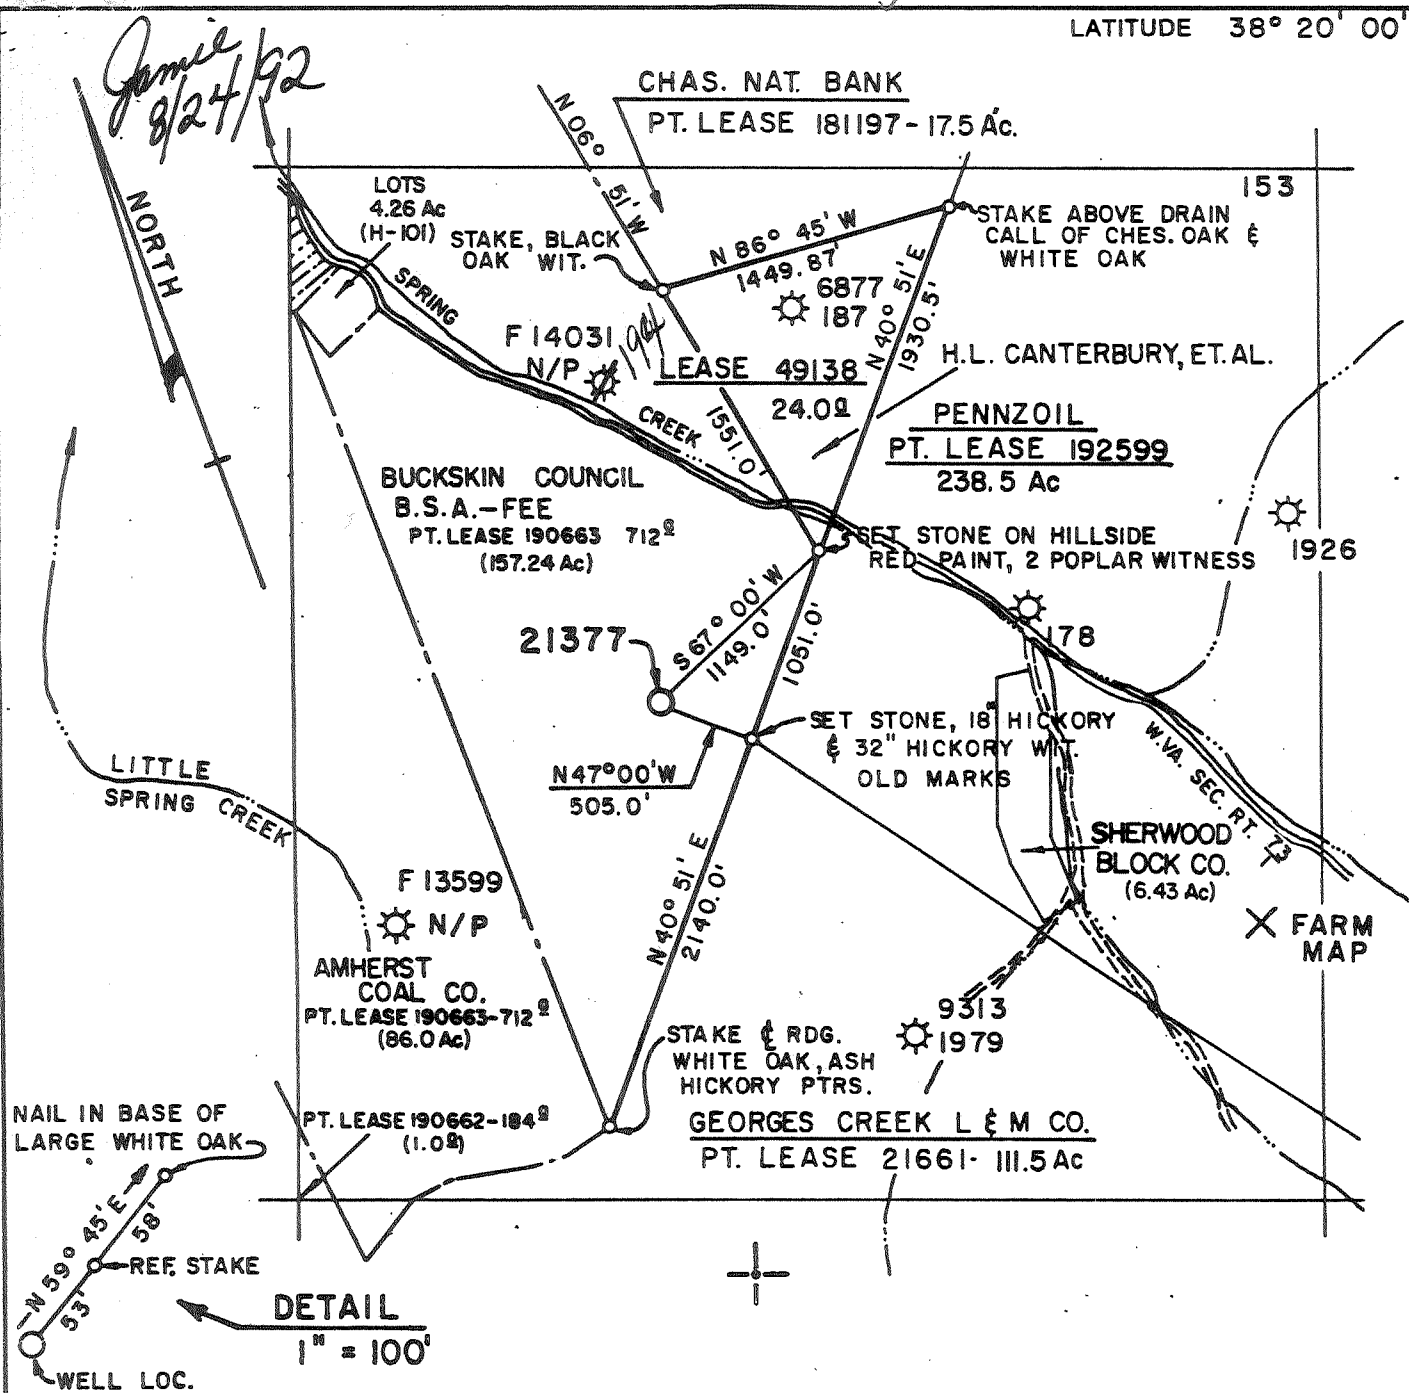 LATITUDE 38° 20' 00"
Jamie
8/24/92
CHAS. NAT. BANK
PT. LEASE 181197-17.5 Ac.
NORTH
N 06° 51' W
153
LOTS
4.26 Ac
(H-101)
STAKE, BLACK
OAK WIT.
N 86° 45' W
1449.87'
STAKE ABOVE DRAIN
CALL OF CHES. OAK &
WHITE OAK
SPRING
CREEK
6877
187
N 40° 51' E
1930.5'
F 14031
N/P
194
LEASE 49138
24.0a
H.L. CANTERBURY, ET. AL.
1551.0'
PENNZOIL
PT. LEASE 192599
238.5 Ac
BUCKSKIN COUNCIL
B.S.A.-FEE
PT. LEASE 190663 712a
(157.24 Ac)
SET STONE ON HILLSIDE
RED PAINT, 2 POPLAR WITNESS
1926
178
21377
S 67° 00' W
1149.0'
1051.0'
SET STONE, 18" HICKORY
& 32" HICKORY WIT.
OLD MARKS
N47°00'W
505.0'
W. VA. SEC. RT. 73
LITTLE
SPRING CREEK
SHERWOOD
BLOCK CO.
(6.43 Ac)
F 13599
N/P
N 40° 51' E
2140.0'
FARM
MAP
AMHERST
COAL CO.
PT. LEASE 190663-712a
(86.0 Ac)
9313
1979
STAKE ℄ RDG.
WHITE OAK, ASH
HICKORY PTRS.
NAIL IN BASE OF
LARGE WHITE OAK
PT. LEASE 190662-184a
(1.0a)
GEORGES CREEK L & M CO.
PT. LEASE 21661- 111.5 Ac
N 59° 45' E
58'
REF. STAKE
53'
DETAIL
1" = 100'
WELL LOC.